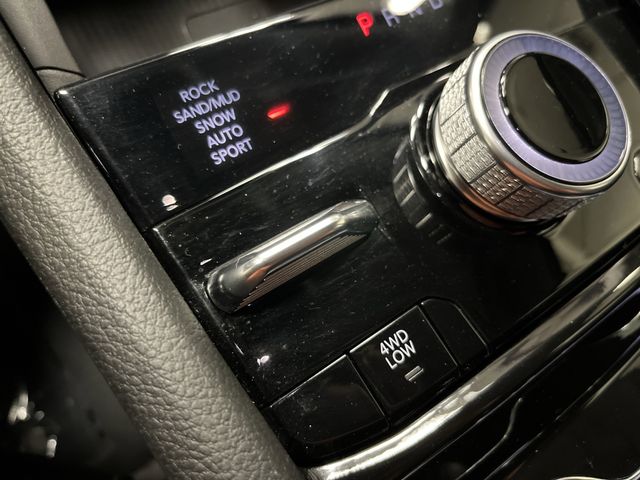 P R N D
ROCK
SAND/MUD
SNOW
AUTO
SPORT
4WD
LOW